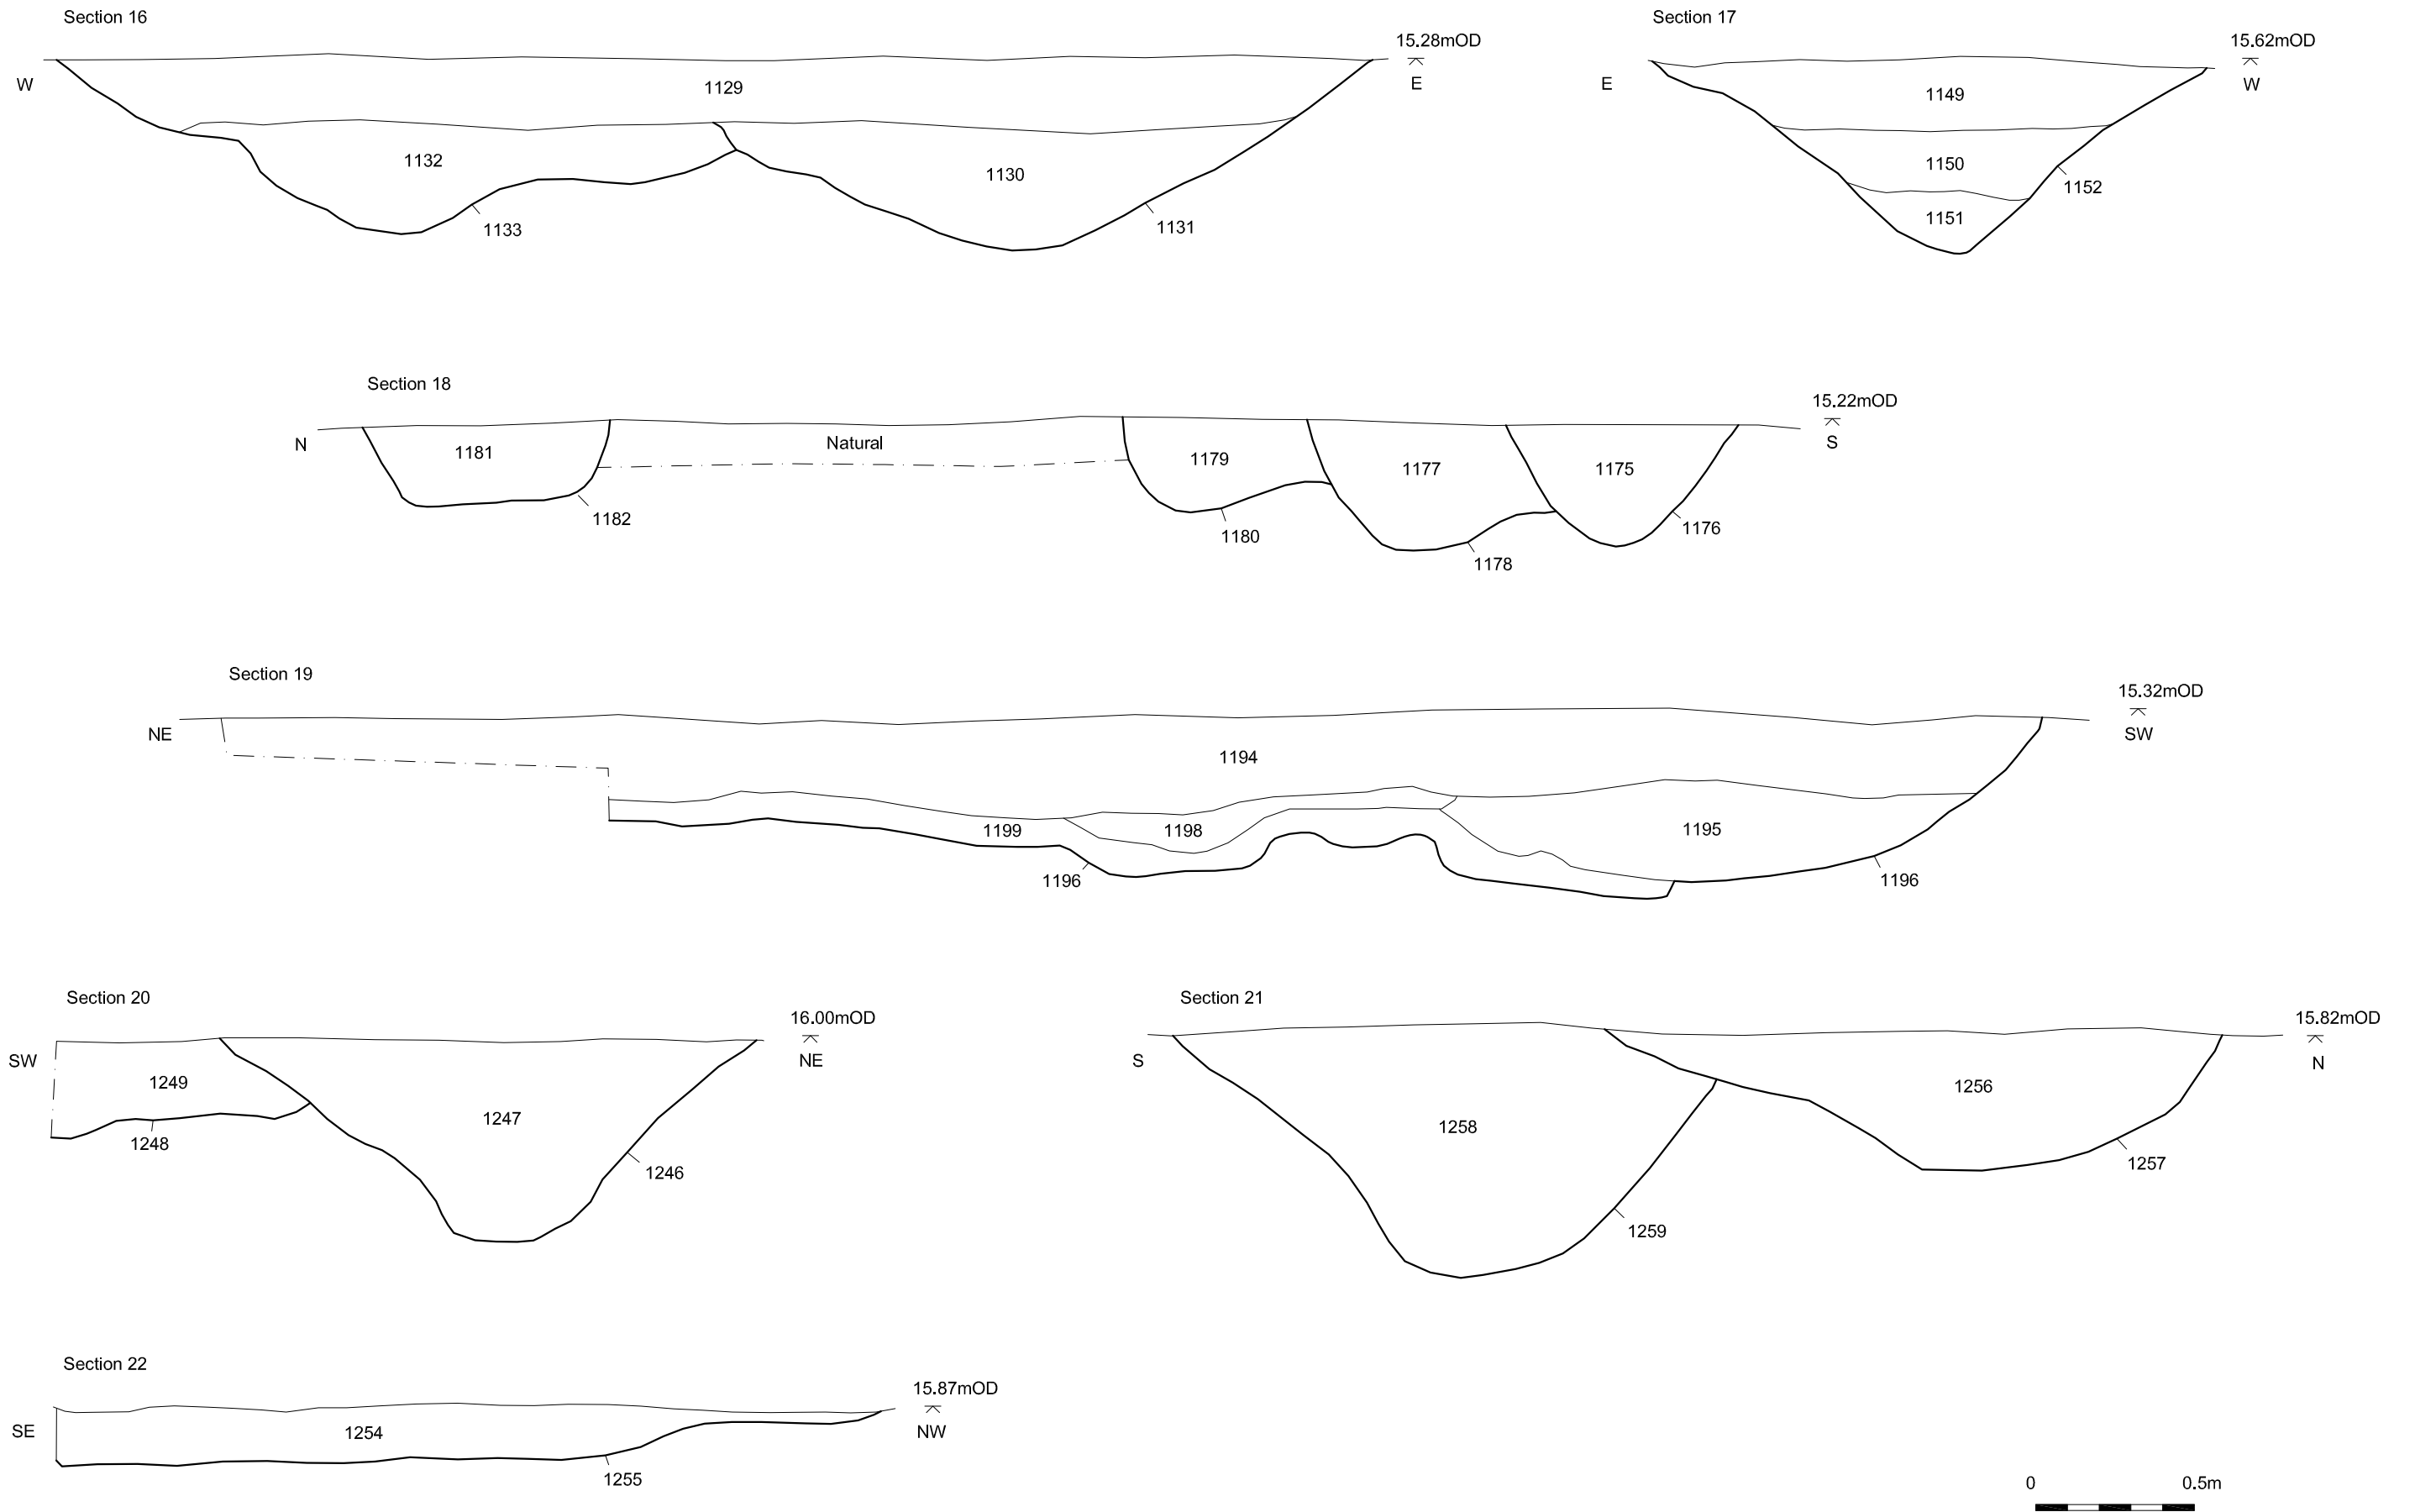 Section 16
Section 17
15.28mOD
15.62mOD
W
E
E
W
1129
1149
1132
1130
1150
1152
1133
1131
1151
Section 18
15.22mOD
N
S
1181
Natural
1179
1177
1175
1182
1180
1178
1176
Section 19
15.32mOD
NE
SW
1194
1199
1198
1195
1196
1196
Section 20
Section 21
16.00mOD
15.82mOD
SW
NE
S
N
1249
1247
1258
1256
1248
1246
1259
1257
Section 22
15.87mOD
SE
NW
1254
1255
0
0.5m